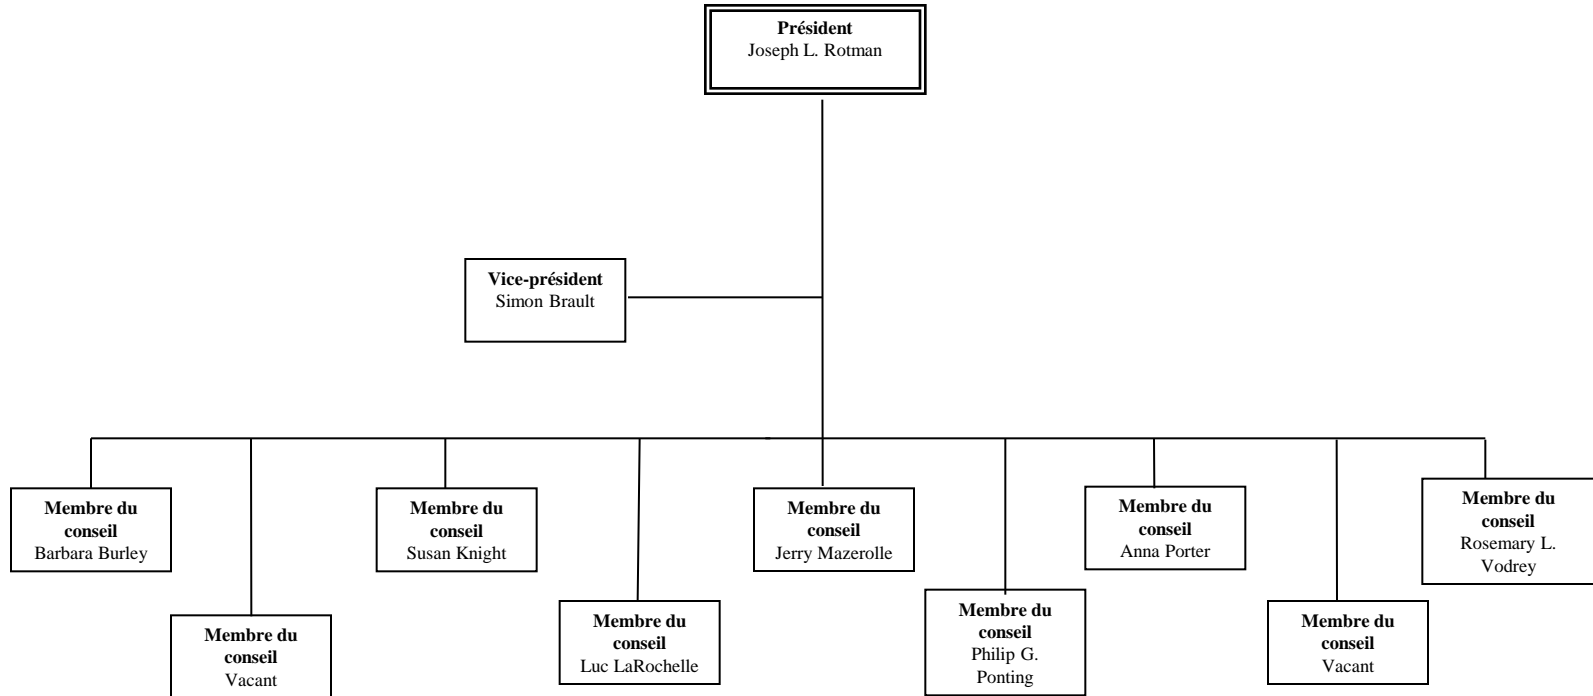 Président
Joseph L. Rotman
Vice-président
Simon Brault
Membre du
conseil
Barbara Burley
Membre du
conseil
Vacant
Membre du
conseil
Susan Knight
Membre du
conseil
Luc LaRochelle
Membre du
conseil
Jerry Mazerolle
Membre du
conseil
Philip G.
Ponting
Membre du
conseil
Anna Porter
Membre du
conseil
Vacant
Membre du
conseil
Rosemary L.
Vodrey